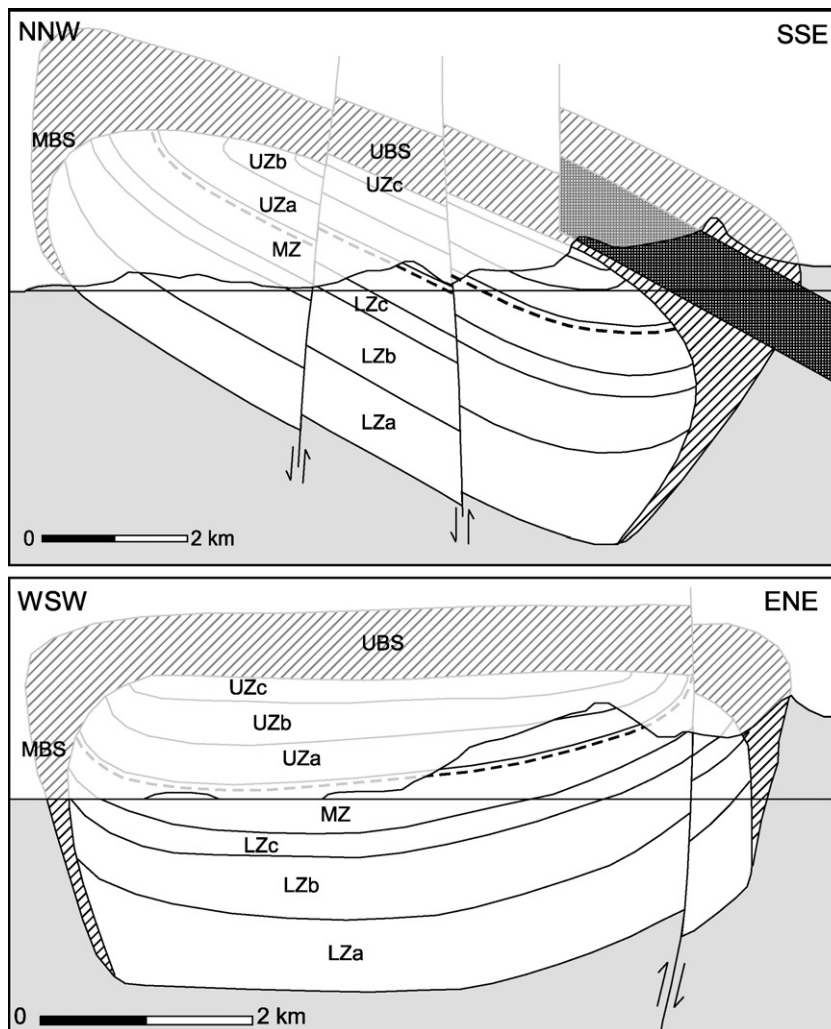 NNW
SSE
MBS
UZb
UBS
UZc
UZa
MZ
LZc
LZb
LZa
0 2 km
WSW
ENE
UBS
UZc
UZb
MBS
UZa
MZ
LZc
LZb
LZa
0 2 km